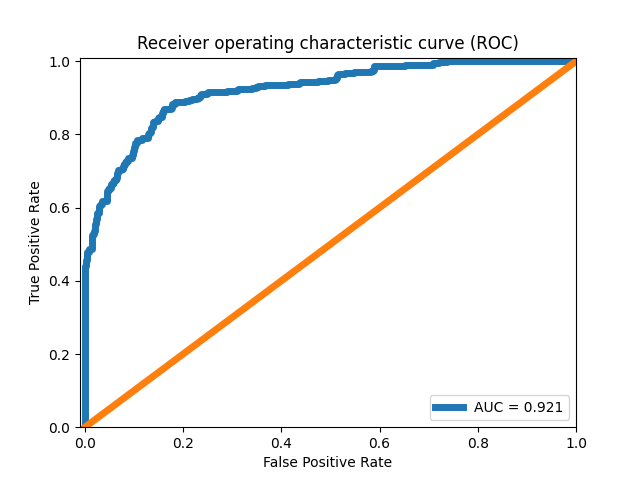 Receiver operating characteristic curve (ROC)
True Positive Rate
1.0
0.8
0.6
0.4
0.2
0.0
AUC = 0.921
0.0 0.2 0.4 0.6 0.8 1.0
False Positive Rate